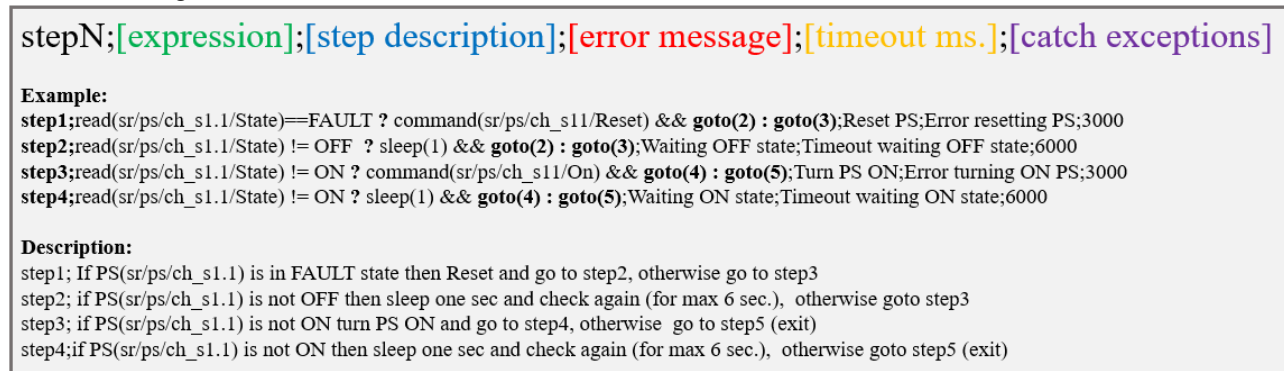 stepN;[expression];[step description];[error message];[timeout ms.];[catch exceptions]
Example:
step1;read(sr/ps/ch_s1.1/State)==FAULT ? command(sr/ps/ch_s11/Reset) && goto(2) : goto(3);Reset PS;Error resetting PS;3000
step2;read(sr/ps/ch_s1.1/State) != OFF ? sleep(1) && goto(2) : goto(3);Waiting OFF state;Timeout waiting OFF state;6000
step3;read(sr/ps/ch_s1.1/State) != ON ? command(sr/ps/ch_s11/On) && goto(4) : goto(5);Turn PS ON;Error turning ON PS;3000
step4;read(sr/ps/ch_s1.1/State) != ON ? sleep(1) && goto(4) : goto(5);Waiting ON state;Timeout waiting ON state;6000
Description:
step1; If PS(sr/ps/ch_s1.1) is in FAULT state then Reset and go to step2, otherwise go to step3
step2; if PS(sr/ps/ch_s1.1) is not OFF then sleep one sec and check again (for max 6 sec.), otherwise goto step3
step3; if PS(sr/ps/ch_s1.1) is not ON turn PS ON and go to step4, otherwise go to step5 (exit)
step4;if PS(sr/ps/ch_s1.1) is not ON then sleep one sec and check again (for max 6 sec.), otherwise goto step5 (exit)